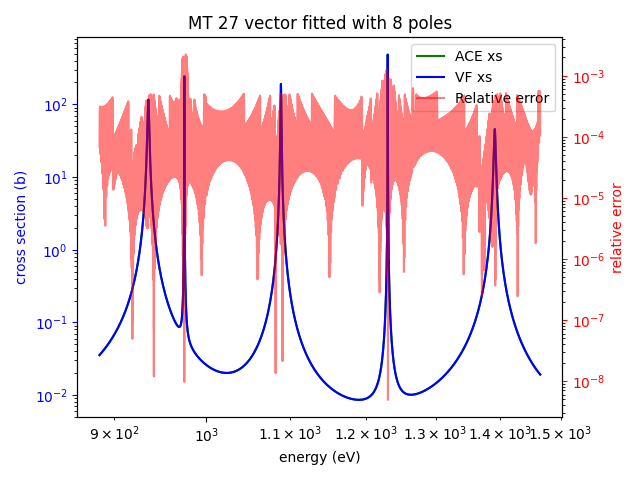 MT 27 vector fitted with 8 poles
ACE xs
VF xs
Relative error
cross section (b)
10²
10¹
10⁰
10⁻¹
10⁻²
relative error
10⁻³
10⁻⁴
10⁻⁵
10⁻⁶
10⁻⁷
10⁻⁸
9 × 10²
10³
1.1 × 10³
1.2 × 10³
1.3 × 10³
1.4 × 10³
1.5 × 10³
energy (eV)